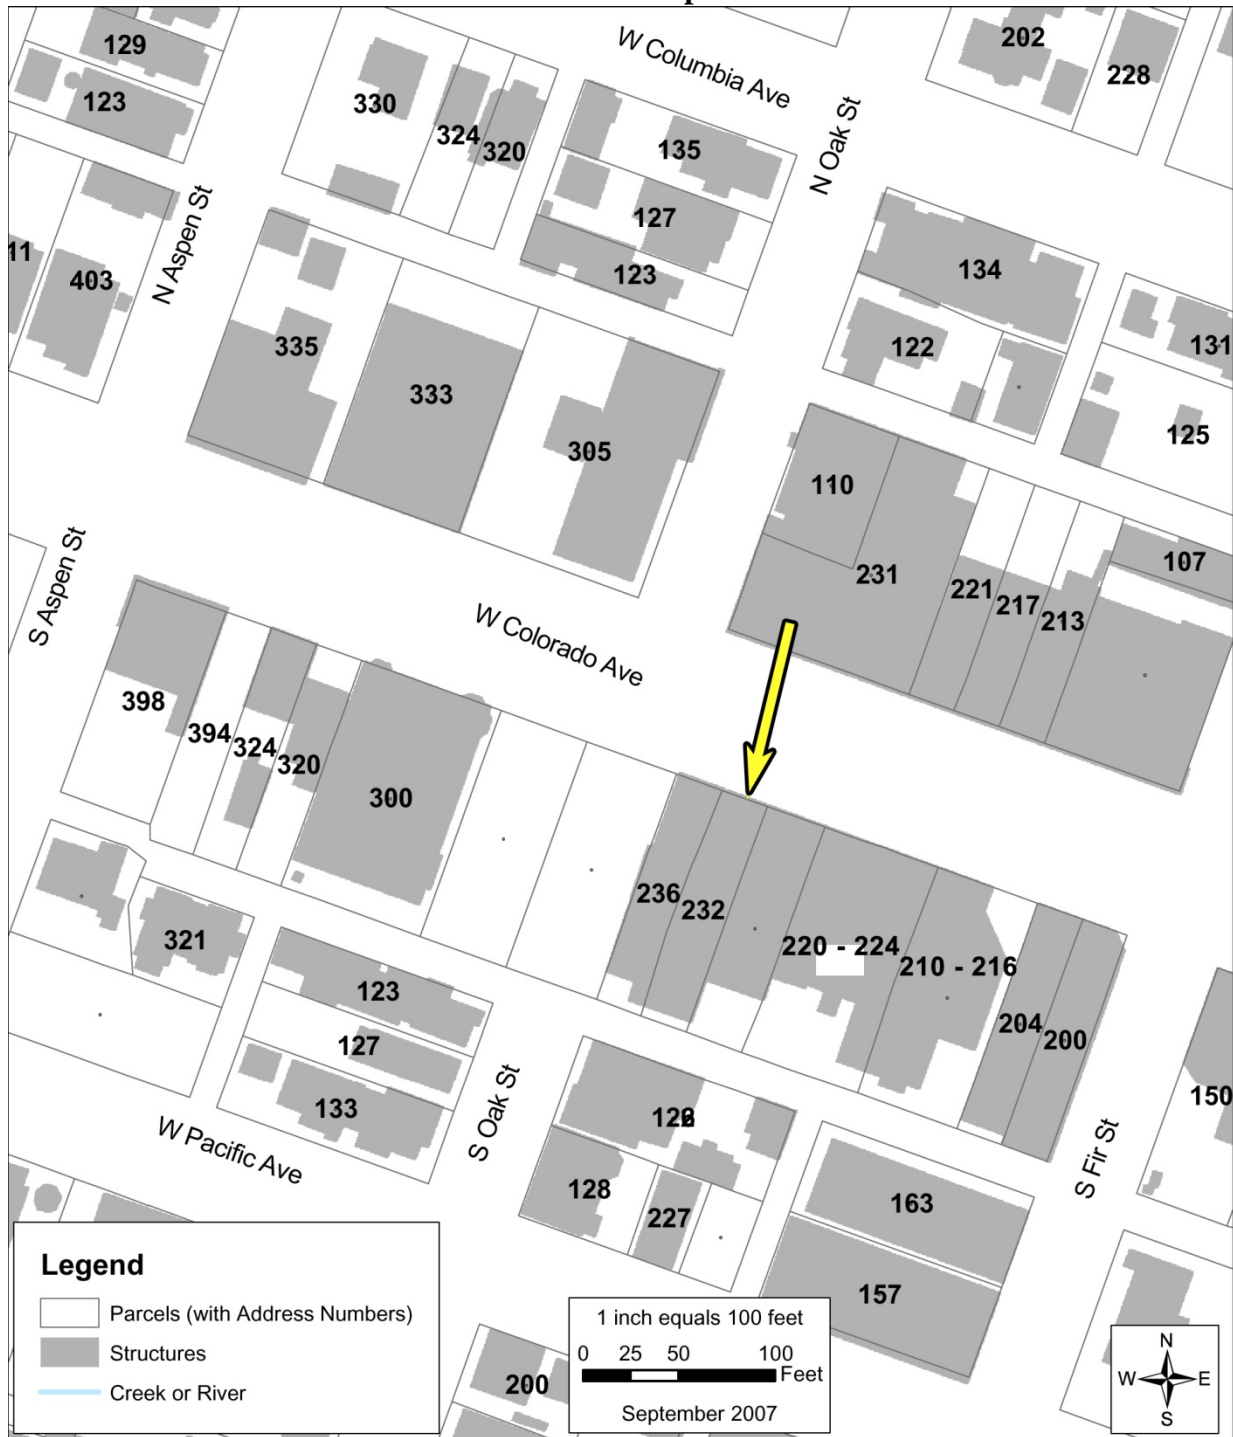 129
123
330
324
320
W Columbia Ave
202
228
135
127
123
N Oak St
N Aspen St
11
403
134
122
131
125
335
333
305
110
231
221
217
213
107
S Aspen St
W Colorado Ave
398
394
324
320
300
236
232
220 - 224
210 - 216
204
200
321
123
127
133
S Oak St
W Pacific Ave
128
227
163
157
S Fir St
150
200
Legend
Parcels (with Address Numbers)
Structures
Creek or River
1 inch equals 100 feet
0 25 50 100
Feet
September 2007
N
W E
S